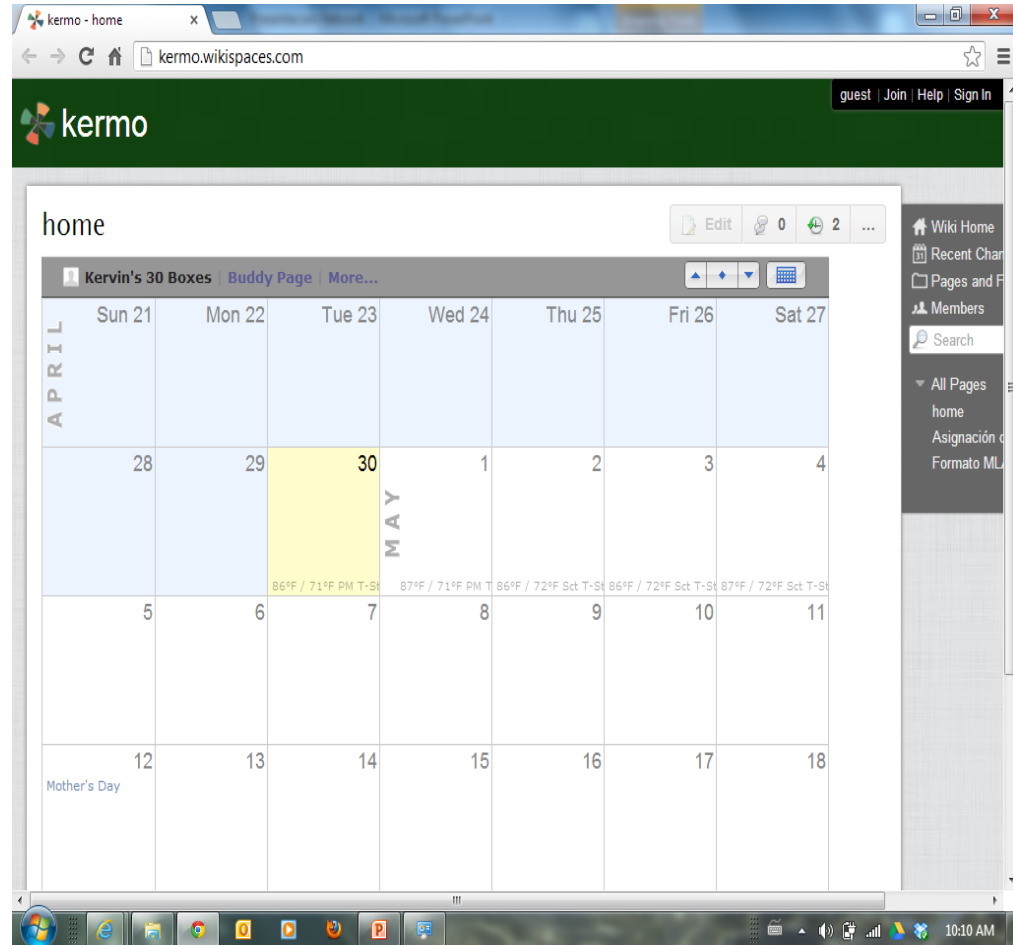 kermo - home
kermo.wikispaces.com
guest | Join | Help | Sign In
kermo
home
Edit 0 2 ...
Wiki Home
Recent Chan
Pages and F
Members
Search
All Pages
home
Asignación
Formato ML
Kervin's 30 Boxes | Buddy Page | More...
APRIL
Sun 21 Mon 22 Tue 23 Wed 24 Thu 25 Fri 26 Sat 27
28 29 30 1 2 3 4
MAY
86°F / 71°F PM T-St 87°F / 71°F PM T 86°F / 72°F Sct T-St 86°F / 72°F Sct T-St 87°F / 72°F Sct T-St
5 6 7 8 9 10 11
12 13 14 15 16 17 18
Mother's Day
10:10 AM